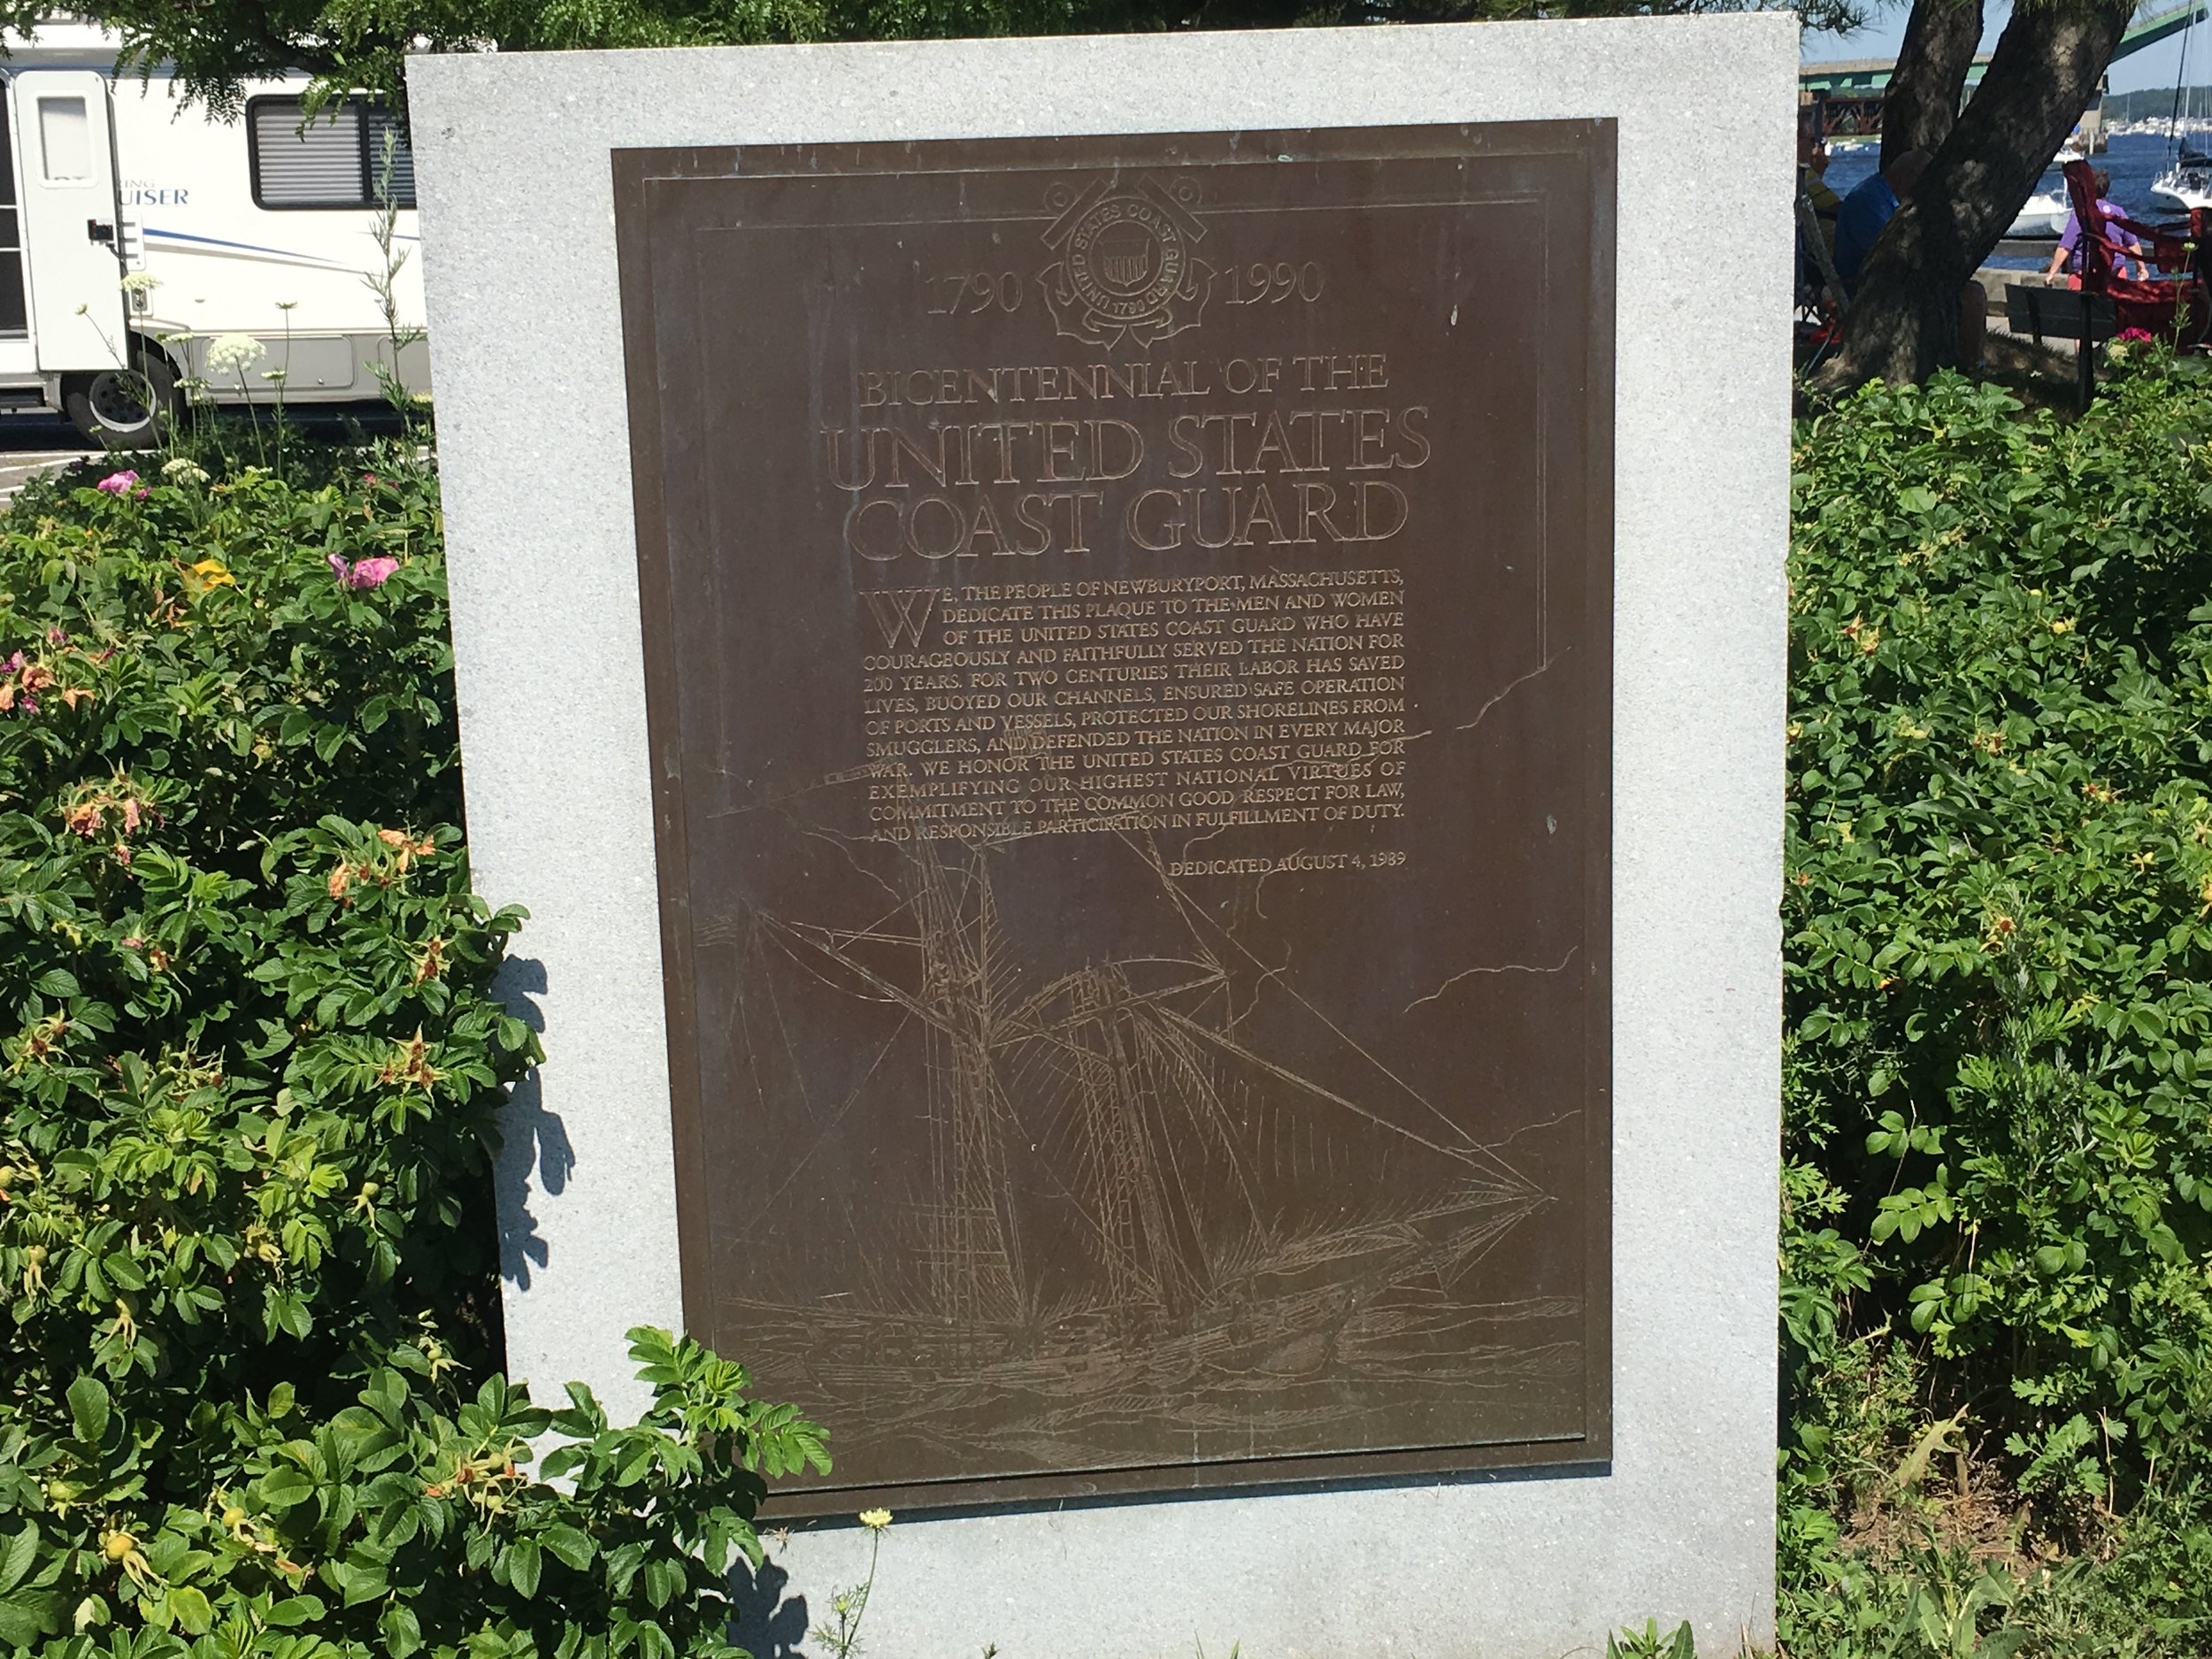 UISER
1790 1990
UNITED STATES COAST GUARD
1790
BICENTENNIAL OF THE
UNITED STATES
COAST GUARD
WE, THE PEOPLE OF NEWBURYPORT, MASSACHUSETTS,
DEDICATE THIS PLAQUE TO THE MEN AND WOMEN
OF THE UNITED STATES COAST GUARD WHO HAVE
COURAGEOUSLY AND FAITHFULLY SERVED THE NATION FOR
200 YEARS. FOR TWO CENTURIES THEIR LABOR HAS SAVED
LIVES, BUOYED OUR CHANNELS, ENSURED SAFE OPERATION
OF PORTS AND VESSELS, PROTECTED OUR SHORELINES FROM
SMUGGLERS, AND DEFENDED THE NATION IN EVERY MAJOR
WAR. WE HONOR THE UNITED STATES COAST GUARD FOR
EXEMPLIFYING OUR HIGHEST NATIONAL VIRTUES OF
COMMITMENT TO THE COMMON GOOD RESPECT FOR LAW,
AND RESPONSIBLE PARTICIPATION IN FULFILLMENT OF DUTY.
DEDICATED AUGUST 4, 1989